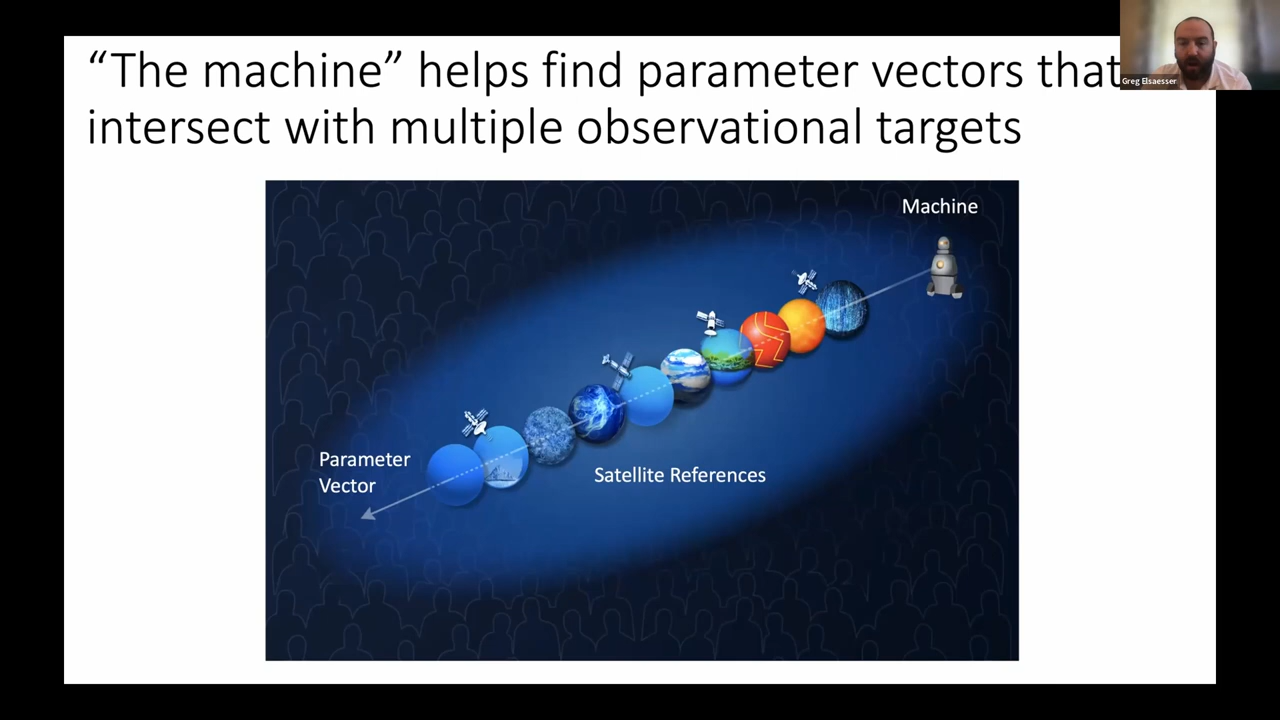 “The machine” helps find parameter vectors that
intersect with multiple observational targets
Greg Elsaesser
Machine
Parameter
Vector
Satellite References